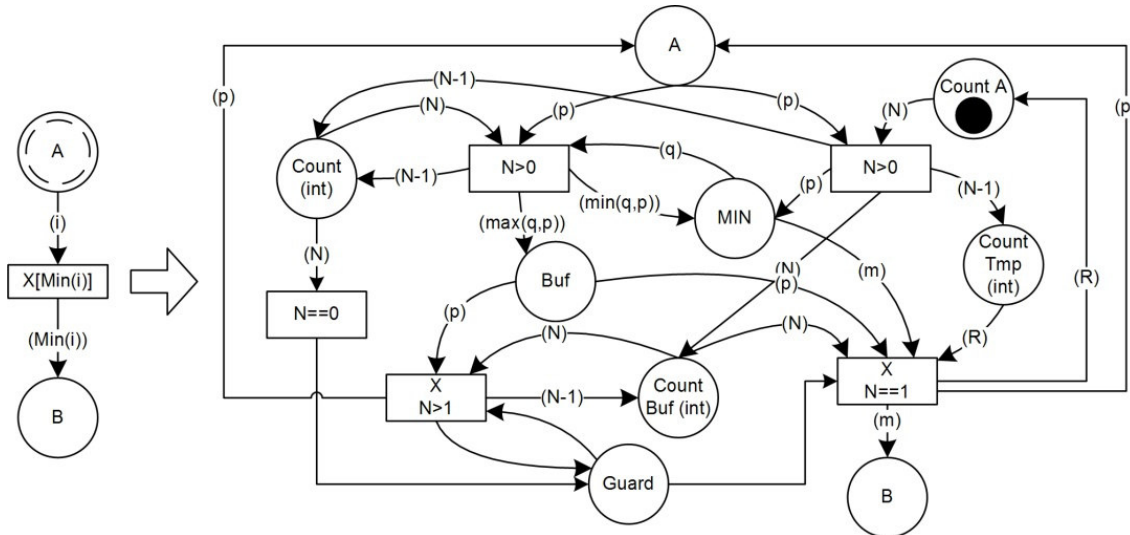 A
(i)
X[Min(i)]
(Min(i))
B
A
(p)
(N-1)
(N)
(p)
(p)
(N)
Count A
(p
Count
(int)
(N-1)
N>0
(q)
N>0
(p)
(N-1)
(min(q,p))
MIN
(max(q,p))
(N)
N==0
Buf
(p)
(N)
(p)
(m)
Count
Tmp
(int)
(R)
(R)
(N)
(N)
X
N>1
(N-1)
Count
Buf (int)
X
N==1
(m)
Guard
B